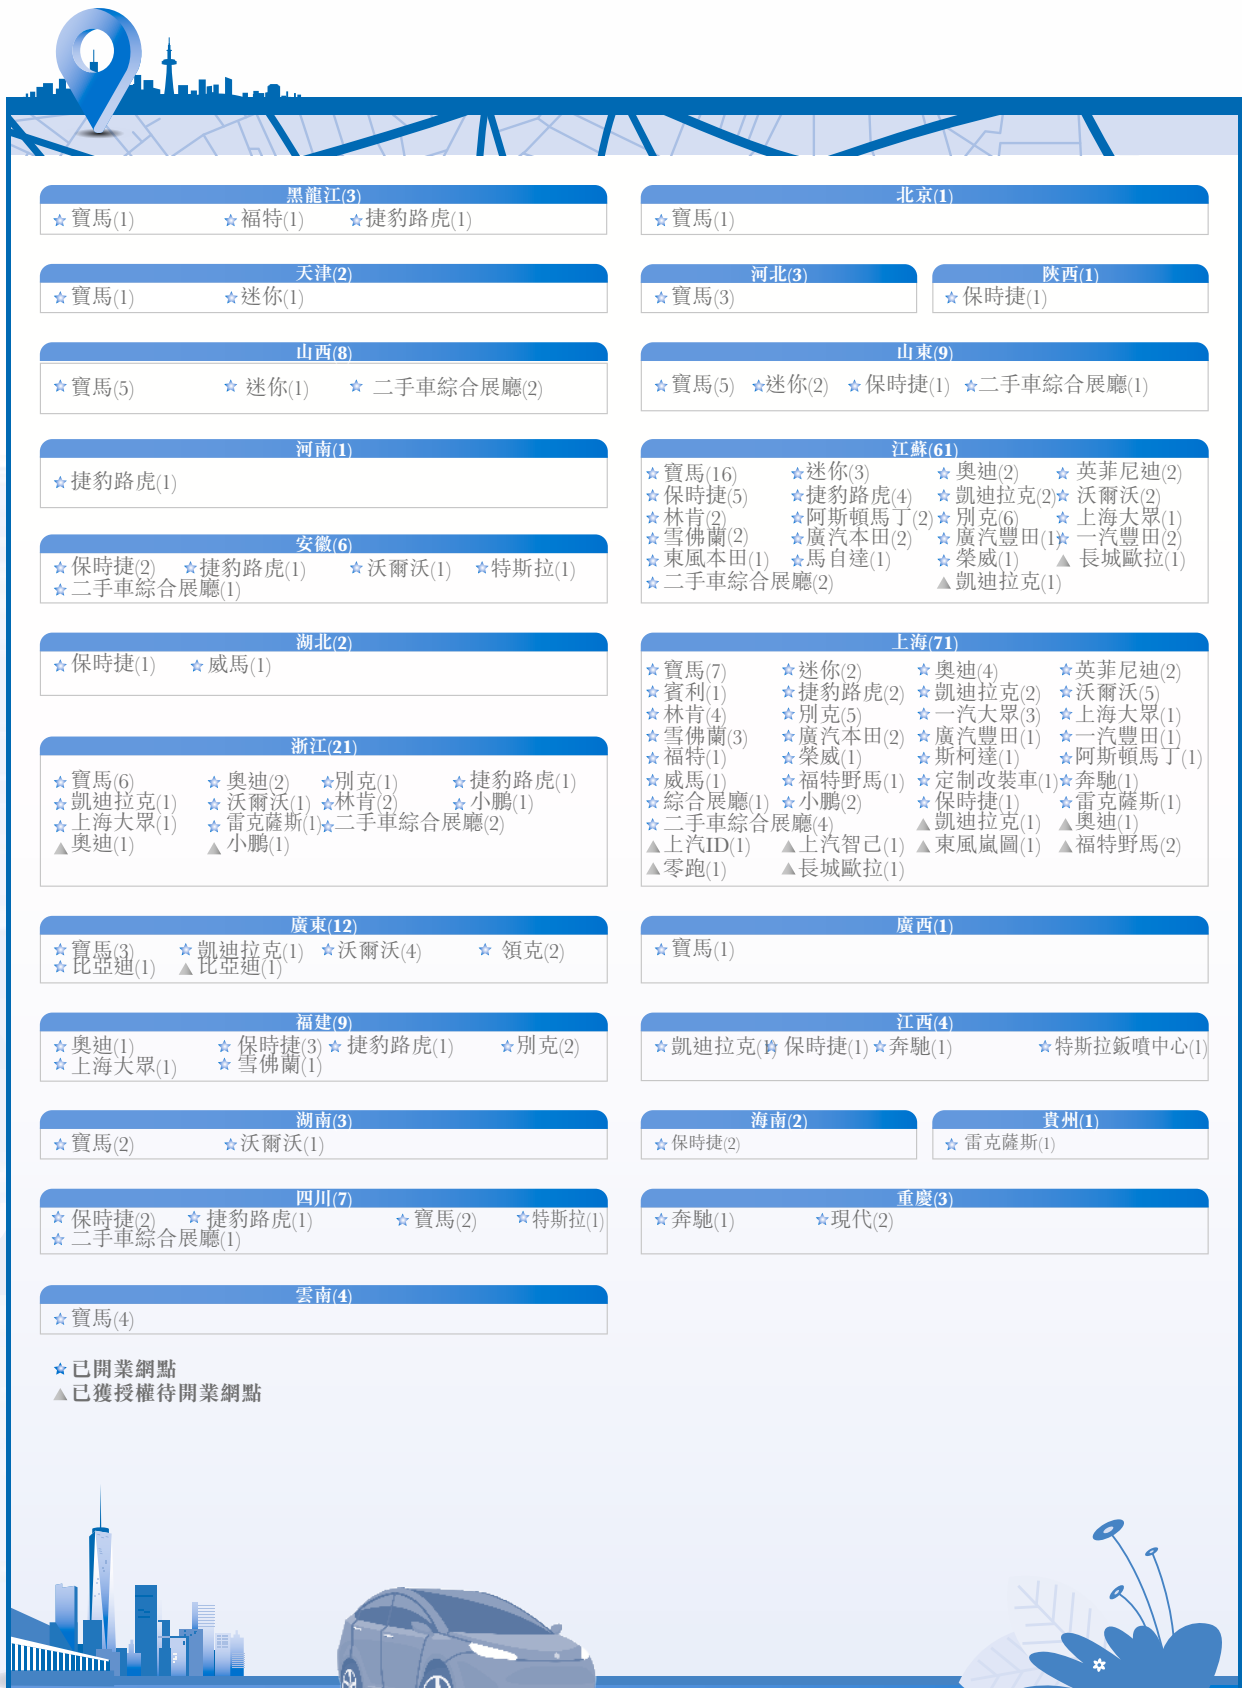 黑龍江(3)
寶馬(1) 福特(1) 捷豹路虎(1)
北京(1)
寶馬(1)
天津(2)
寶馬(1) 迷你(1)
河北(3)
寶馬(3)
陝西(1)
保時捷(1)
山西(8)
寶馬(5) 迷你(1) 二手車綜合展廳(2)
山東(9)
寶馬(5) 迷你(2) 保時捷(1) 二手車綜合展廳(1)
河南(1)
捷豹路虎(1)
江蘇(61)
寶馬(16) 迷你(3) 奧迪(2) 英菲尼迪(2)
保時捷(5) 捷豹路虎(4) 凱迪拉克(2) 沃爾沃(2)
林肯(2) 阿斯頓馬丁(2) 別克(6) 上海大眾(1)
雪佛蘭(2) 廣汽本田(2) 廣汽豐田(1) 一汽豐田(2)
東風本田(1) 馬自達(1) 榮威(1) 長城歐拉(1)
二手車綜合展廳(2) 凱迪拉克(1)
安徽(6)
保時捷(2) 捷豹路虎(1) 沃爾沃(1) 特斯拉(1)
二手車綜合展廳(1)
湖北(2)
保時捷(1) 威馬(1)
上海(71)
寶馬(7) 迷你(2) 奧迪(4) 英菲尼迪(2)
賓利(1) 捷豹路虎(2) 凱迪拉克(2) 沃爾沃(5)
林肯(4) 別克(5) 一汽大眾(3) 上海大眾(1)
雪佛蘭(3) 廣汽本田(2) 廣汽豐田(1) 一汽豐田(1)
福特(1) 榮威(1) 斯柯達(1) 阿斯頓馬丁(1)
威馬(1) 福特野馬(1) 定制改裝車(1) 奔馳(1)
綜合展廳(1) 小鵬(2) 保時捷(1) 雷克薩斯(1)
二手車綜合展廳(4) 凱迪拉克(1) 奧迪(1)
上汽ID(1) 上汽智己(1) 東風嵐圖(1) 福特野馬(2)
零跑(1) 長城歐拉(1)
浙江(21)
寶馬(6) 奧迪(2) 別克(1) 捷豹路虎(1)
凱迪拉克(1) 沃爾沃(1) 林肯(2) 小鵬(1)
上海大眾(1) 雷克薩斯(1) 二手車綜合展廳(2)
奧迪(1) 小鵬(1)
廣東(12)
寶馬(3) 凱迪拉克(1) 沃爾沃(4) 領克(2)
比亞迪(1) 比亞迪(1)
廣西(1)
寶馬(1)
福建(9)
奧迪(1) 保時捷(3) 捷豹路虎(1) 別克(2)
上海大眾(1) 雪佛蘭(1)
江西(4)
凱迪拉克(1) 保時捷(1) 奔馳(1) 特斯拉鈑噴中心(1)
湖南(3)
寶馬(2) 沃爾沃(1)
海南(2)
保時捷(2)
貴州(1)
雷克薩斯(1)
四川(7)
保時捷(2) 捷豹路虎(1) 寶馬(2) 特斯拉(1)
二手車綜合展廳(1)
重慶(3)
奔馳(1) 現代(2)
雲南(4)
寶馬(4)
已開業網點
已獲授權待開業網點